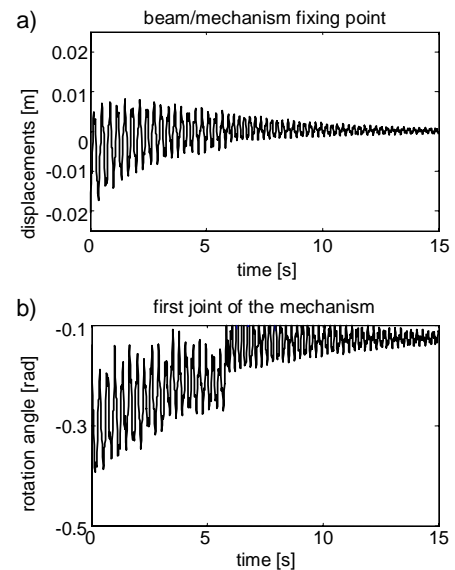 a)
beam/mechanism fixing point
displacements [m]
0.02
0.01
0
-0.01
-0.02
0 5 10 15
time [s]
b)
first joint of the mechanism
rotation angle [rad]
-0.1
-0.3
-0.5
0 5 10 15
time [s]